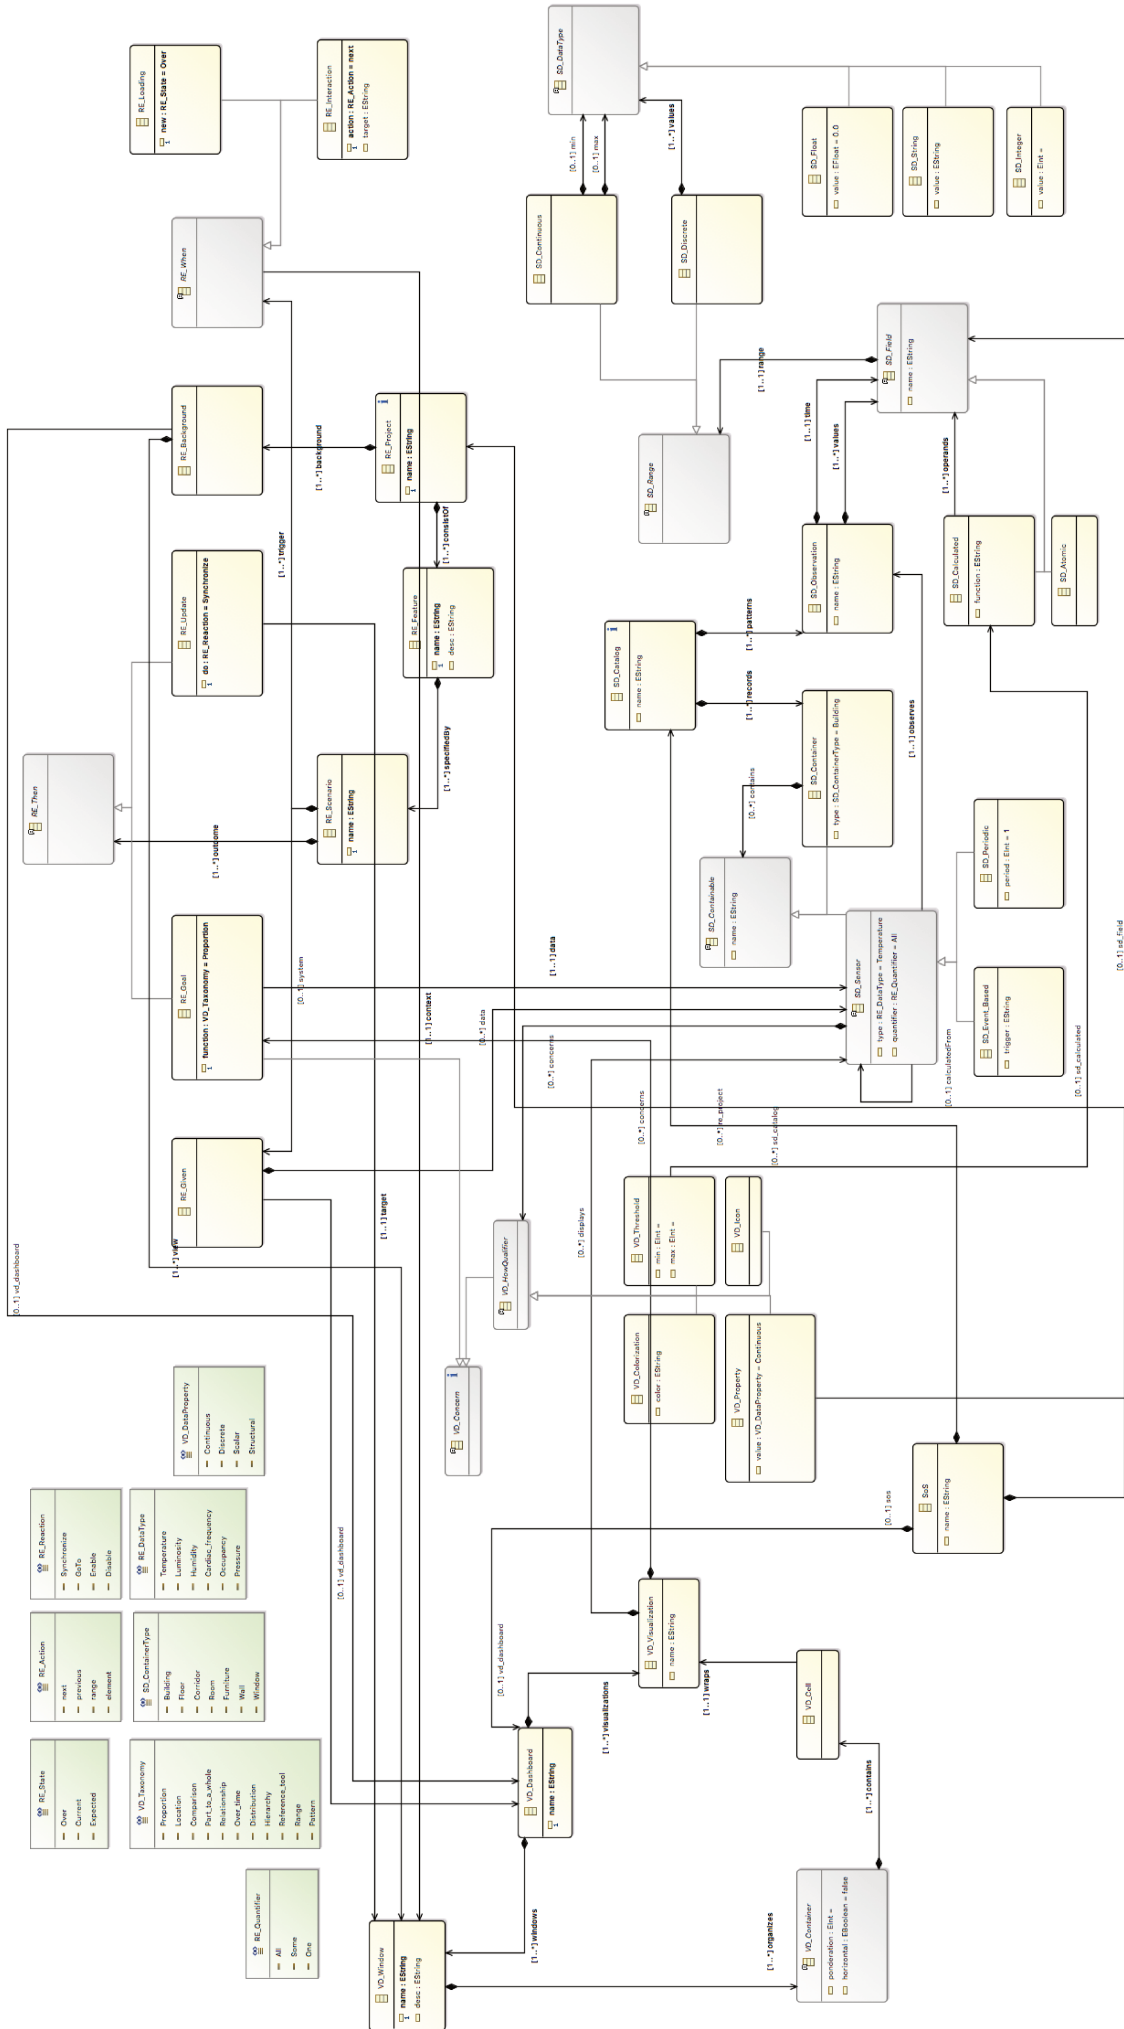 RE_Loading
new : RE_State = Over
RE_Interaction
action : RE_Action = next
target : EString
SD_DataType
[0..1] min
[0..1] max
[1..*] values
SD_Float
value : EFloat = 0.0
SD_String
value : EString
SD_Integer
value : EInt =
SD_Continuous
SD_Discrete
RE_When
RE_Background
[1..*] background
RE_Project
name : EString
[1..*] trigger
[1..*] consistOf
RE_Update
do : RE_Reaction = Synchronize
RE_Feature
name : EString
desc : EString
[1..*] specifiedBy
[1..1] range
SD_Range
SD_Field
name : EString
[1..1] time
[1..*] values
[1..*] operands
SD_Observation
name : EString
SD_Calculated
function : EString
SD_Atomic
SD_Catalog
name : EString
[1..*] patterns
[1..*] records
[1..1] observes
RE_Then
RE_Scenario
name : EString
[1..*] outcome
SD_Container
type : SD_ContainerType = Building
[0..*] contains
SD_Containable
name : EString
SD_Periodic
period : EInt = 1
SD_Event_Based
trigger : EString
SD_Sensor
type : RE_DataType = Temperature
quantifier : RE_Quantifier = All
RE_Goal
function : VD_Taxonomy = Proportion
[0..1] system
[1..1] data
[1..1] context
[0..*] data
[0..*] concerns
[0..1] sd_field
[0..1] calculatedFrom
[0..1] sd_calculated
[0..*] concerns
[0..*] re_project
[0..*] sd_catalog
RE_Given
[1..1] target
[1..*] view
[0..1] vd_dashboard
[0..*] displays
VD_HowQualifier
VD_Threshold
min : EInt =
max : EInt =
VD_Icon
VD_Concern
VD_Colorization
color : EString
VD_Property
value : VD_DataProperty = Continuous
VD_DataProperty
Continuous
Discrete
Scalar
Structural
RE_Reaction
Synchronize
GoTo
Enable
Disable
RE_DataType
Temperature
Luminosity
Humidity
Cardiac_frequency
Occupancy
Pressure
[0..1] vd_dashboard
[0..1] sos
SoS
name : EString
RE_Action
next
previous
range
element
SD_ContainerType
Building
Floor
Corridor
Room
Furniture
Wall
Window
[0..1] vd_dashboard
VD_Visualization
name : EString
[1..*] visualizations
[1..1] wraps
VD_Cell
RE_State
Over
Current
Expected
VD_Taxonomy
Proportion
Location
Comparison
Part_to_a_whole
Relationship
Over_time
Distribution
Hierarchy
Reference_tool
Range
Pattern
VD_Dashboard
name : EString
[1..*] contains
RE_Quantifier
All
Some
One
VD_Window
name : EString
desc : EString
[1..*] windows
[1..*] organizes
VD_Container
ponderation : EInt =
horizontal : EBoolean = false